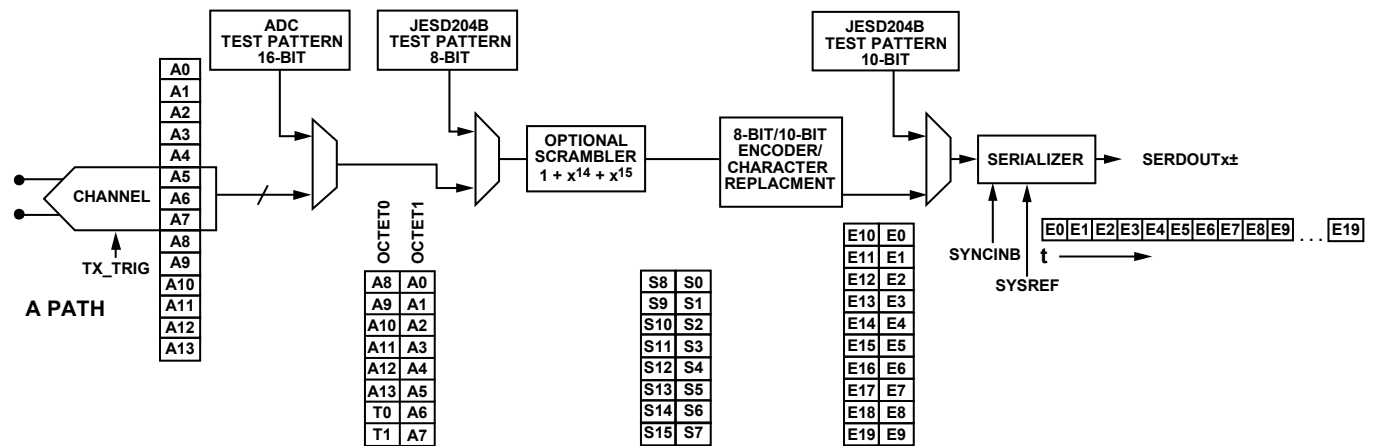 ADC
TEST PATTERN
16-BIT
JESD204B
TEST PATTERN
8-BIT
JESD204B
TEST PATTERN
10-BIT
A0
A1
A2
A3
A4
A5
A6
A7
A8
A9
A10
A11
A12
A13
CHANNEL
TX_TRIG
A PATH
OPTIONAL
SCRAMBLER
1 + x14 + x15
8-BIT/10-BIT
ENCODER/
CHARACTER
REPLACMENT
SERIALIZER
SERDOUTx±
SYNCINB
SYSREF
E0 E1 E2 E3 E4 E5 E6 E7 E8 E9 . . . E19
t
OCTET0 OCTET1
A8 A0
A9 A1
A10 A2
A11 A3
A12 A4
A13 A5
T0 A6
T1 A7
S8 S0
S9 S1
S10 S2
S11 S3
S12 S4
S13 S5
S14 S6
S15 S7
E10 E0
E11 E1
E12 E2
E13 E3
E14 E4
E15 E5
E16 E6
E17 E7
E18 E8
E19 E9